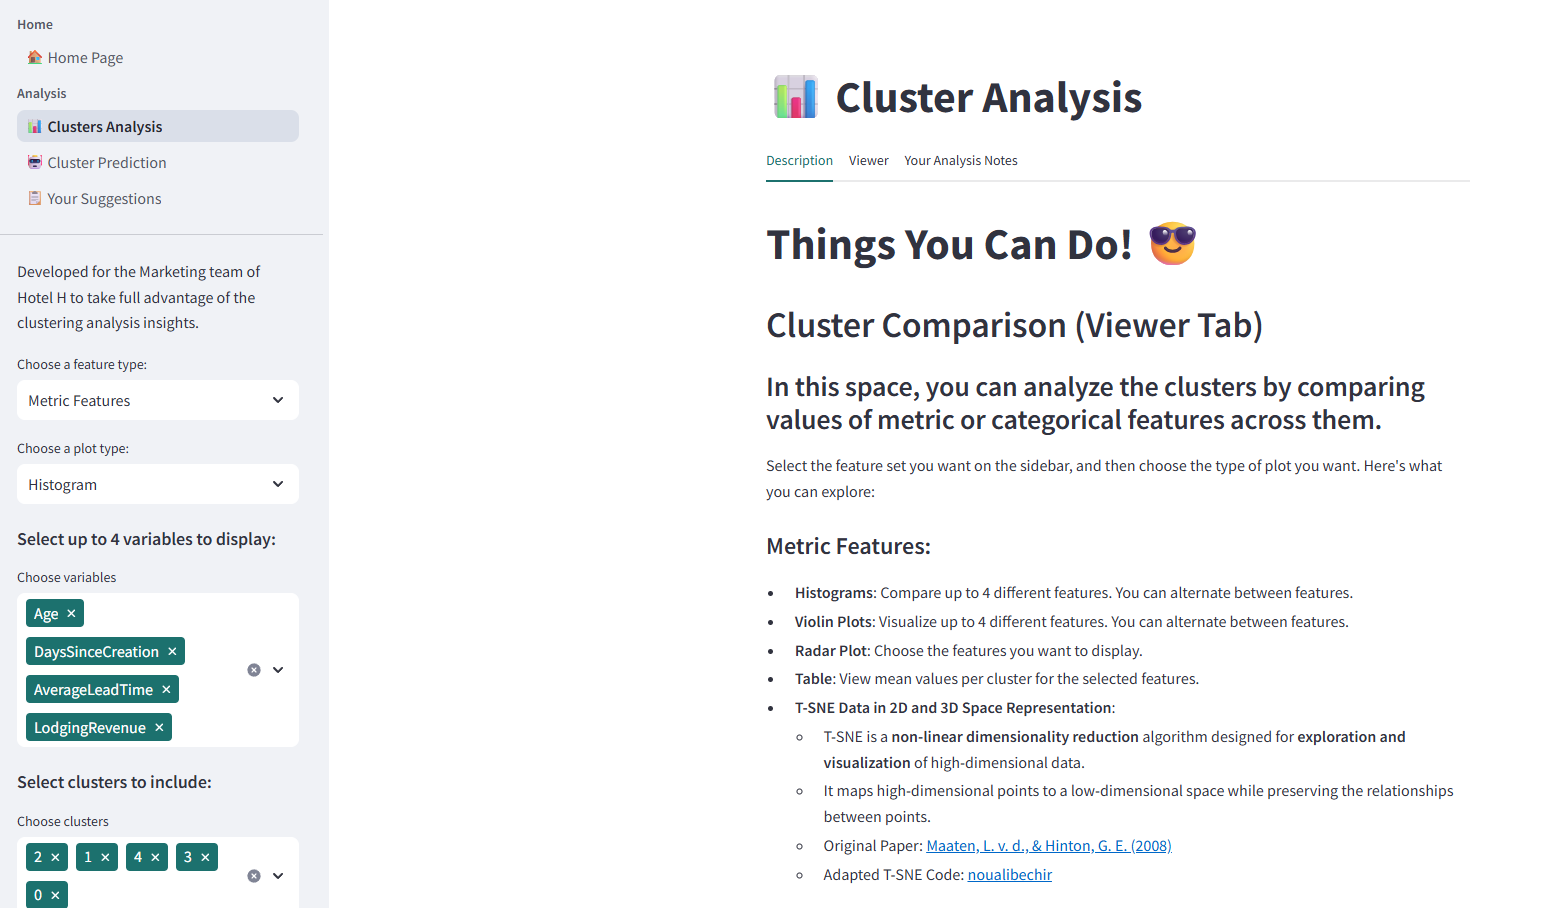 Home
Home Page
Analysis
Clusters Analysis
Cluster Prediction
Your Suggestions
Developed for the Marketing team of
Hotel H to take full advantage of the
clustering analysis insights.
Choose a feature type:
Metric Features
Choose a plot type:
Histogram
Select up to 4 variables to display:
Choose variables
Age
DaysSinceCreation
AverageLeadTime
LodgingRevenue
Select clusters to include:
Choose clusters
2 1 4 3
0
Cluster Analysis
Description Viewer Your Analysis Notes
Things You Can Do!
Cluster Comparison (Viewer Tab)
In this space, you can analyze the clusters by comparing
values of metric or categorical features across them.
Select the feature set you want on the sidebar, and then choose the type of plot you want. Here's what
you can explore:
Metric Features:
Histograms: Compare up to 4 different features. You can alternate between features.
Violin Plots: Visualize up to 4 different features. You can alternate between features.
Radar Plot: Choose the features you want to display.
Table: View mean values per cluster for the selected features.
T-SNE Data in 2D and 3D Space Representation:
T-SNE is a non-linear dimensionality reduction algorithm designed for exploration and
visualization of high-dimensional data.
It maps high-dimensional points to a low-dimensional space while preserving the relationships
between points.
Original Paper: Maaten, L. v. d., & Hinton, G. E. (2008)
Adapted T-SNE Code: noualibechir